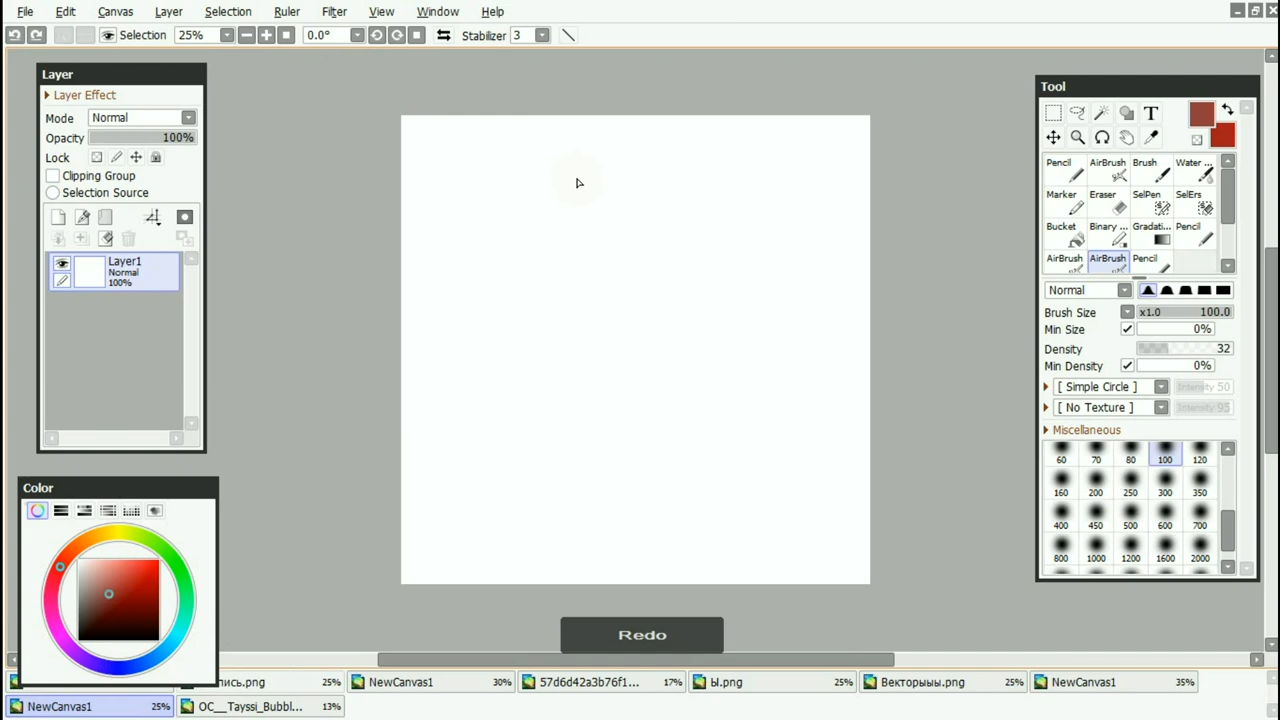 File Edit Canvas Layer Selection Ruler Filter View Window Help
Selection 25% 0.0° Stabilizer 3
Layer
Layer Effect
Mode Normal
Opacity 100%
Lock
Clipping Group
Selection Source
Layer1
Normal
100%
Color
Tool
T
Pencil AirBrush Brush Water ...
Marker Eraser SelPen SelErs
Bucket Binary ... Gradati... Pencil
AirBrush AirBrush Pencil
Normal
Brush Size x1.0 100.0
Min Size 0%
Density 32
Min Density 0%
[ Simple Circle ] Intensity 50
[ No Texture ] Intensity 95
Miscellaneous
60 70 80 100 120
160 200 250 300 350
400 450 500 600 700
800 1000 1200 1600 2000
Redo
пись.png 25% NewCanvas1 30% 57d6d42a3b76f1... 17% Ы.png 25% Векторыыы.png 25% NewCanvas1 35%
NewCanvas1 25% OC__Tayssi_Bubbl... 13%